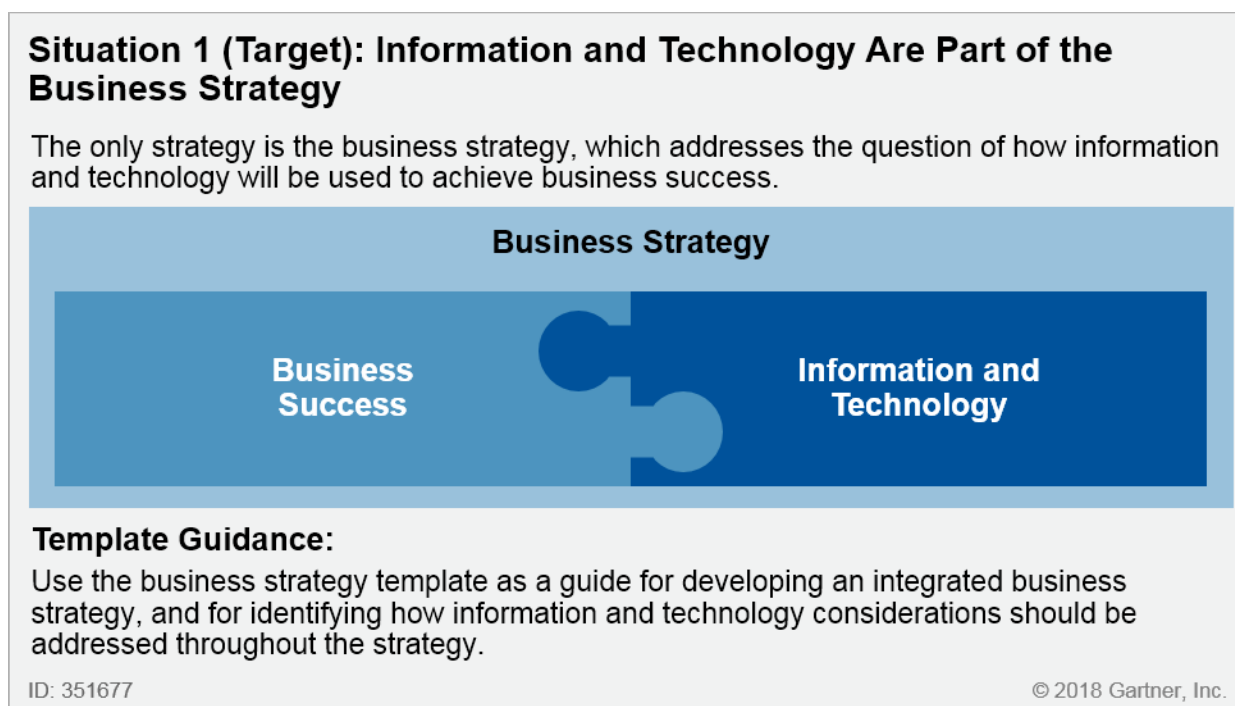 Situation 1 (Target): Information and Technology Are Part of the
Business Strategy
The only strategy is the business strategy, which addresses the question of how information
and technology will be used to achieve business success.
Business Strategy
Business
Success
Information and
Technology
Template Guidance:
Use the business strategy template as a guide for developing an integrated business
strategy, and for identifying how information and technology considerations should be
addressed throughout the strategy.
ID: 351677
© 2018 Gartner, Inc.